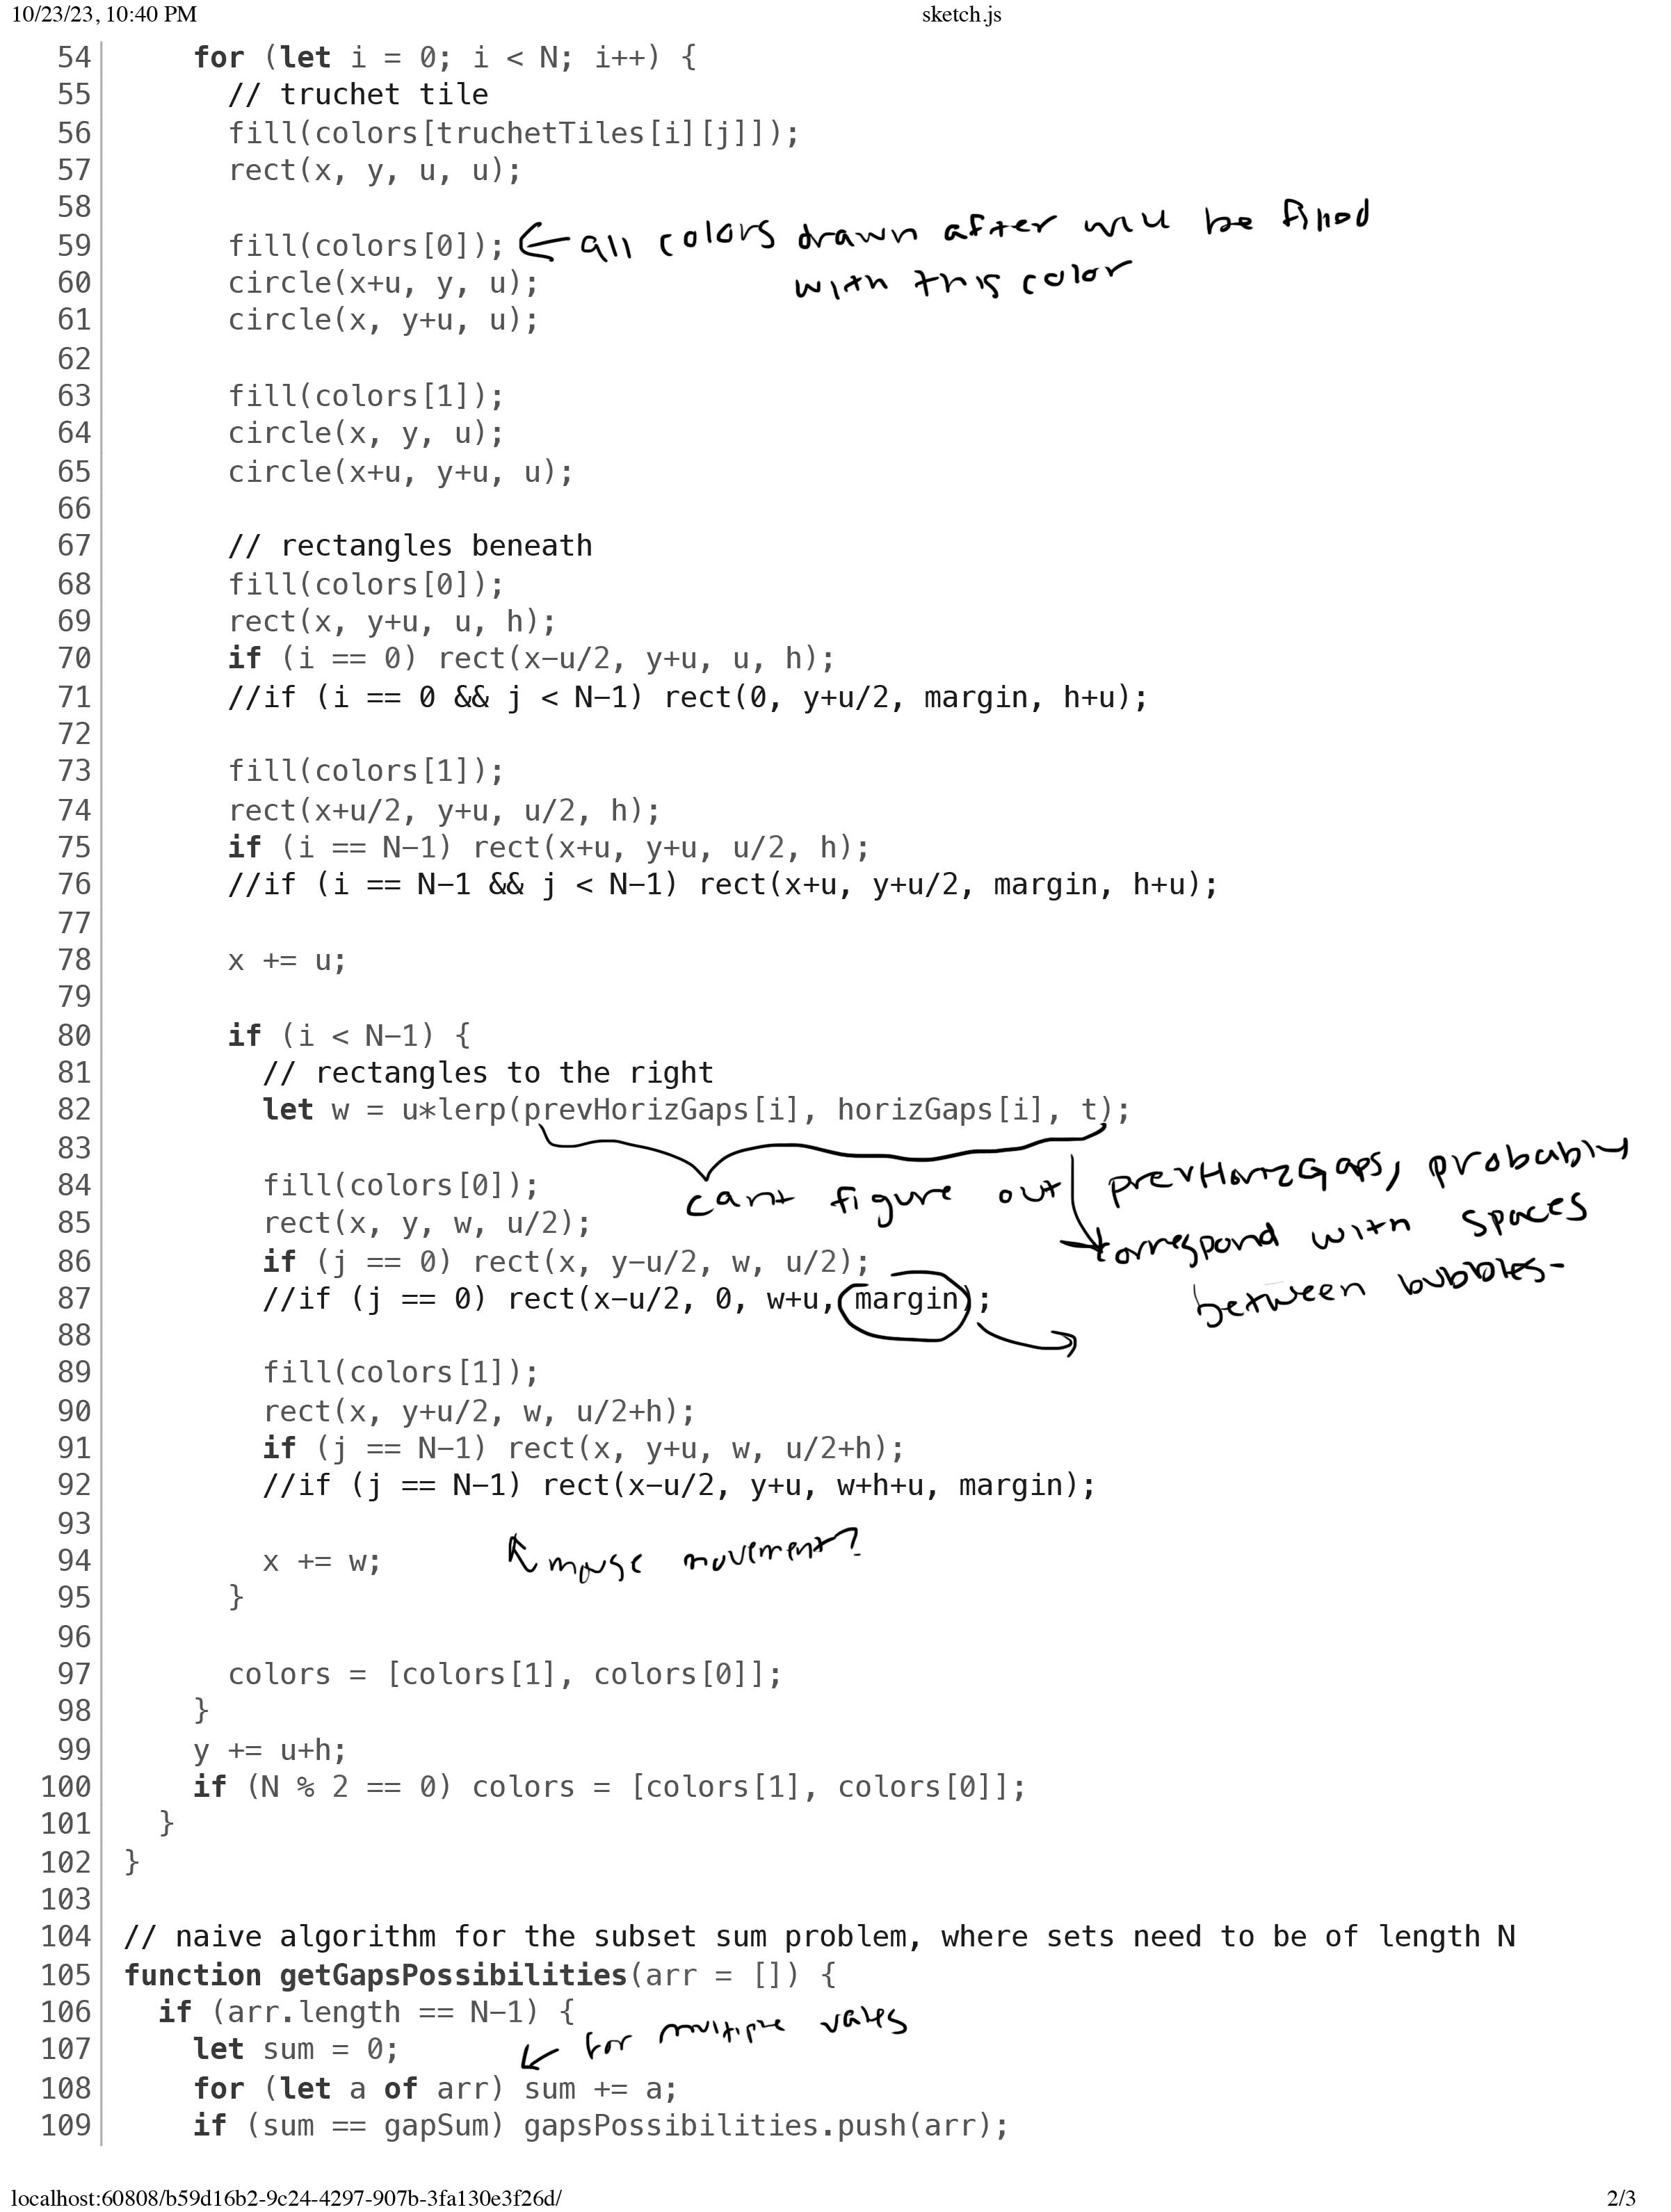 10/23/23, 10:40 PM sketch.js
54 for (let i = 0; i < N; i++) {
55 // truchet tile
56 fill(colors[truchetTiles[i][j]]);
57 rect(x, y, u, u);
58
59 fill(colors[0]); ← all colors drawn after will be filled
with this color
60 circle(x+u, y, u);
61 circle(x, y+u, u);
62
63 fill(colors[1]);
64 circle(x, y, u);
65 circle(x+u, y+u, u);
66
67 // rectangles beneath
68 fill(colors[0]);
69 rect(x, y+u, u, h);
70 if (i == 0) rect(x−u/2, y+u, u, h);
71 //if (i == 0 && j < N−1) rect(0, y+u/2, margin, h+u);
72
73 fill(colors[1]);
74 rect(x+u/2, y+u, u/2, h);
75 if (i == N−1) rect(x+u, y+u, u/2, h);
76 //if (i == N−1 && j < N−1) rect(x+u, y+u/2, margin, h+u);
77
78 x += u;
79
80 if (i < N−1) {
81 // rectangles to the right
82 let w = u*lerp(prevHorizGaps[i], horizGaps[i], t);
83
cant figure out
prevHorizGaps, probably
correspond with spaces
between bubbles
84 fill(colors[0]);
85 rect(x, y, w, u/2);
86 if (j == 0) rect(x, y−u/2, w, u/2);
87 //if (j == 0) rect(x−u/2, 0, w+u, margin);
88
89 fill(colors[1]);
90 rect(x, y+u/2, w, u/2+h);
91 if (j == N−1) rect(x, y+u, w, u/2+h);
92 //if (j == N−1) rect(x−u/2, y+u, w+h+u, margin);
93
94 x += w; mouse movement?
95 }
96
97 colors = [colors[1], colors[0]];
98 }
99 y += u+h;
100 if (N % 2 == 0) colors = [colors[1], colors[0]];
101 }
102 }
103
104 // naive algorithm for the subset sum problem, where sets need to be of length N
105 function getGapsPossibilities(arr = []) {
106 if (arr.length == N−1) {
107 let sum = 0; ← for multiple vales
108 for (let a of arr) sum += a;
109 if (sum == gapSum) gapsPossibilities.push(arr);
localhost:60808/b59d16b2-9c24-4297-907b-3fa130e3f26d/ 2/3